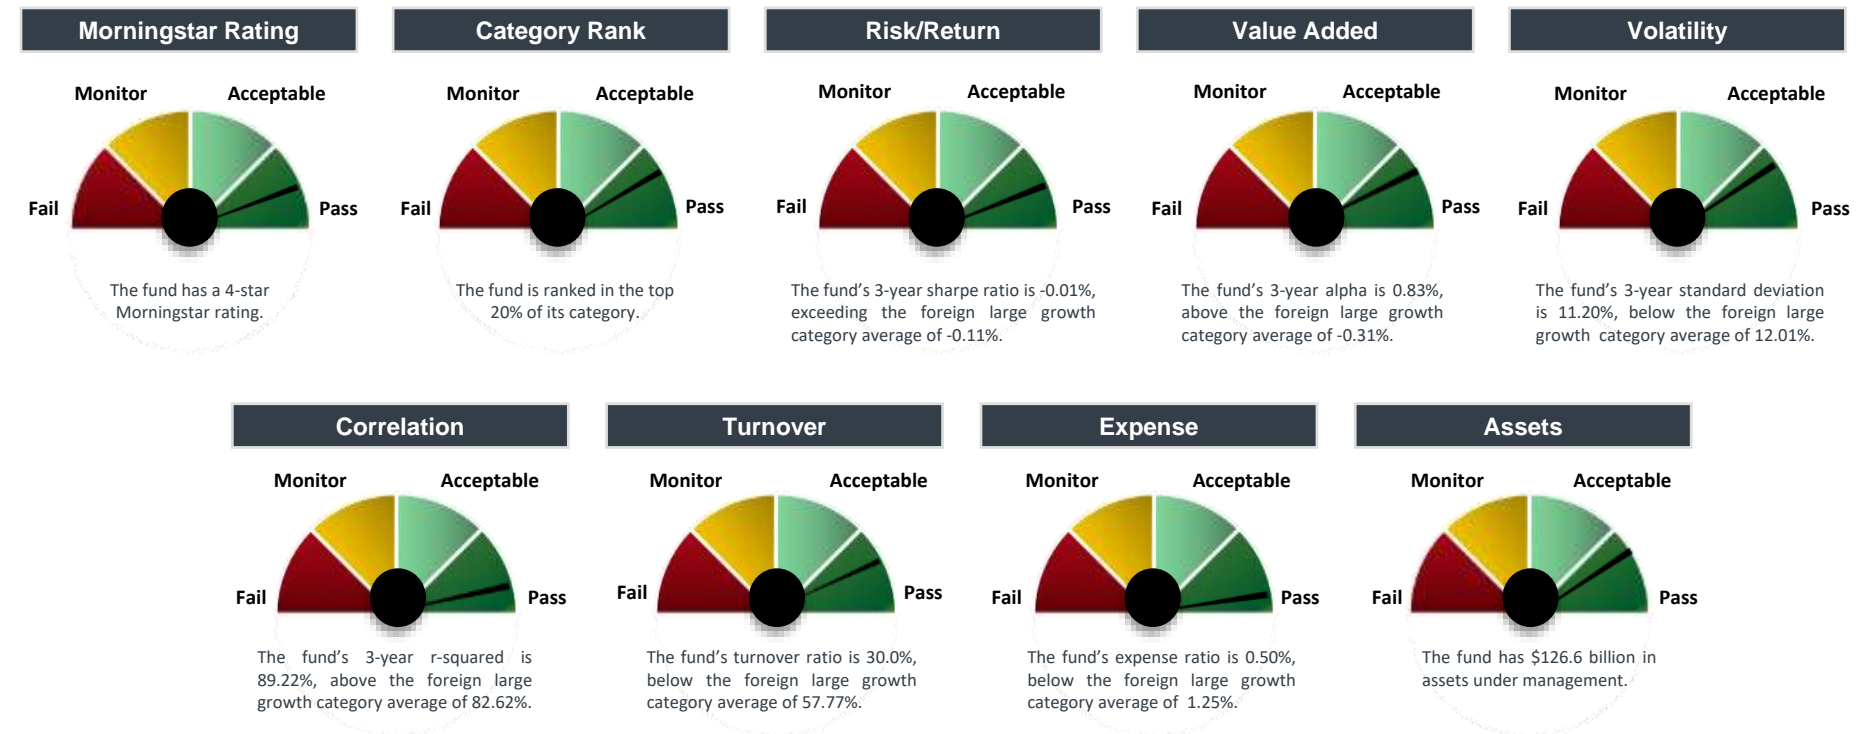 Morningstar Rating
Monitor
Acceptable
Fail
Pass
The fund has a 4-star
Morningstar rating.
Category Rank
Monitor
Acceptable
Fail
Pass
The fund is ranked in the top
20% of its category.
Risk/Return
Monitor
Acceptable
Fail
Pass
The fund's 3-year sharpe ratio is -0.01%,
exceeding the foreign large growth
category average of -0.11%.
Value Added
Monitor
Acceptable
Fail
Pass
The fund's 3-year alpha is 0.83%,
above the foreign large growth
category average of -0.31%.
Volatility
Monitor
Acceptable
Fail
Pass
The fund's 3-year standard deviation
is 11.20%, below the foreign large
growth category average of 12.01%.
Correlation
Monitor
Acceptable
Fail
Pass
The fund's 3-year r-squared is
89.22%, above the foreign large
growth category average of 82.62%.
Turnover
Monitor
Acceptable
Fail
Pass
The fund's turnover ratio is 30.0%,
below the foreign large growth
category average of 57.77%.
Expense
Monitor
Acceptable
Fail
Pass
The fund's expense ratio is 0.50%,
below the foreign large growth
category average of 1.25%.
Assets
Monitor
Acceptable
Fail
Pass
The fund has $126.6 billion in
assets under management.